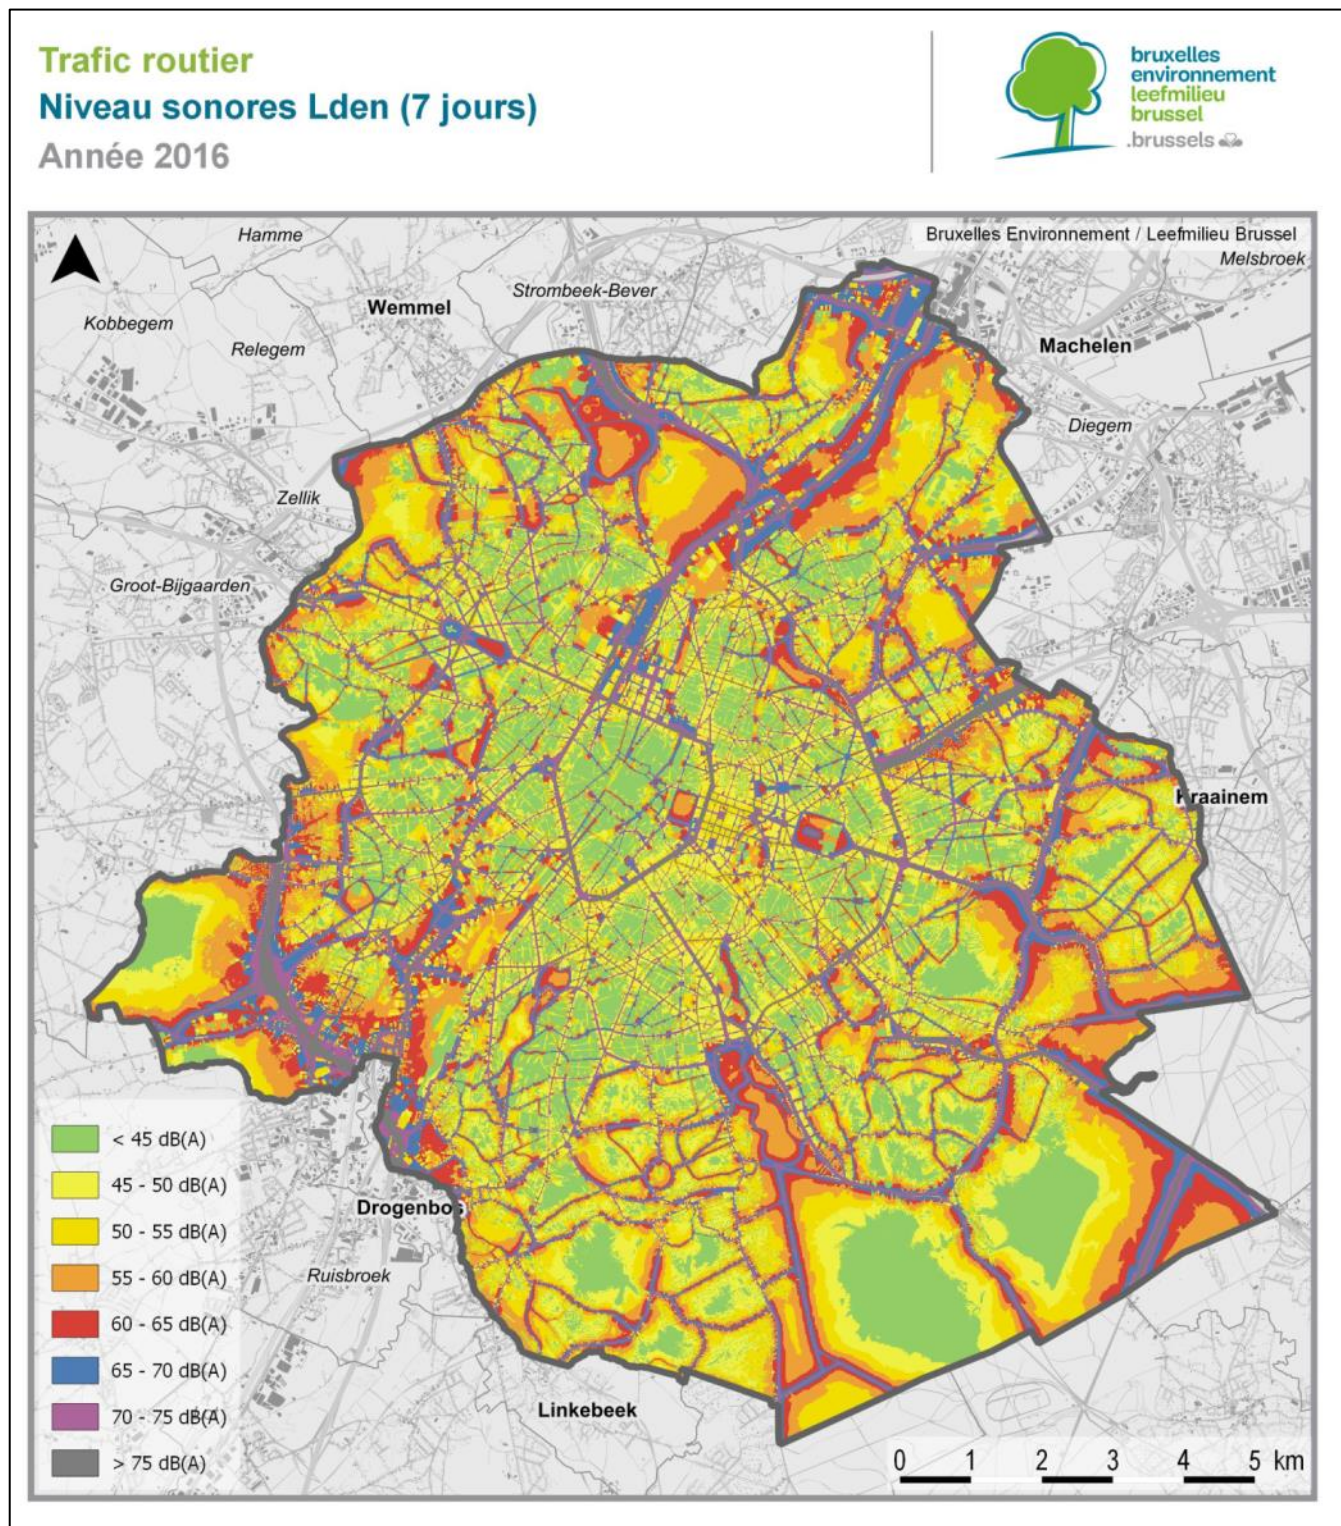 Trafic routier
Niveau sonores Lden (7 jours)
Année 2016
bruxelles
environnement
leefmilieu
brussel
.brussels
Bruxelles Environnement / Leefmilieu Brussel
Hamme
Melsbroek
Strombeek-Bever
Wemmel
Kobbegem
Machelen
Relegem
Diegem
Zellik
Groot-Bijgaarden
Kraainem
Drogenbos
Ruisbroek
Linkebeek
< 45 dB(A)
45 - 50 dB(A)
50 - 55 dB(A)
55 - 60 dB(A)
60 - 65 dB(A)
65 - 70 dB(A)
70 - 75 dB(A)
> 75 dB(A)
0 1 2 3 4 5 km